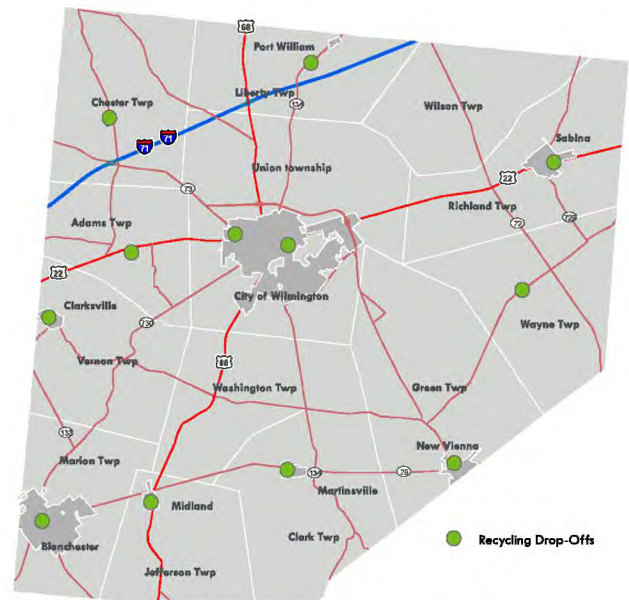 68
Port William
Liberty Twp
134
Chester Twp
Wilson Twp
71
71
Sabina
Union township
22
73
Richland Twp
729
72
Adams Twp
22
City of Wilmington
Clarksville
730
Wayne Twp
Vernon Twp
68
Washington Twp
Green Twp
133
New Vienna
Marion Twp
134
28
Martinsville
Midland
Blanchester
Clark Twp
Recycling Drop-Offs
Jefferson Twp